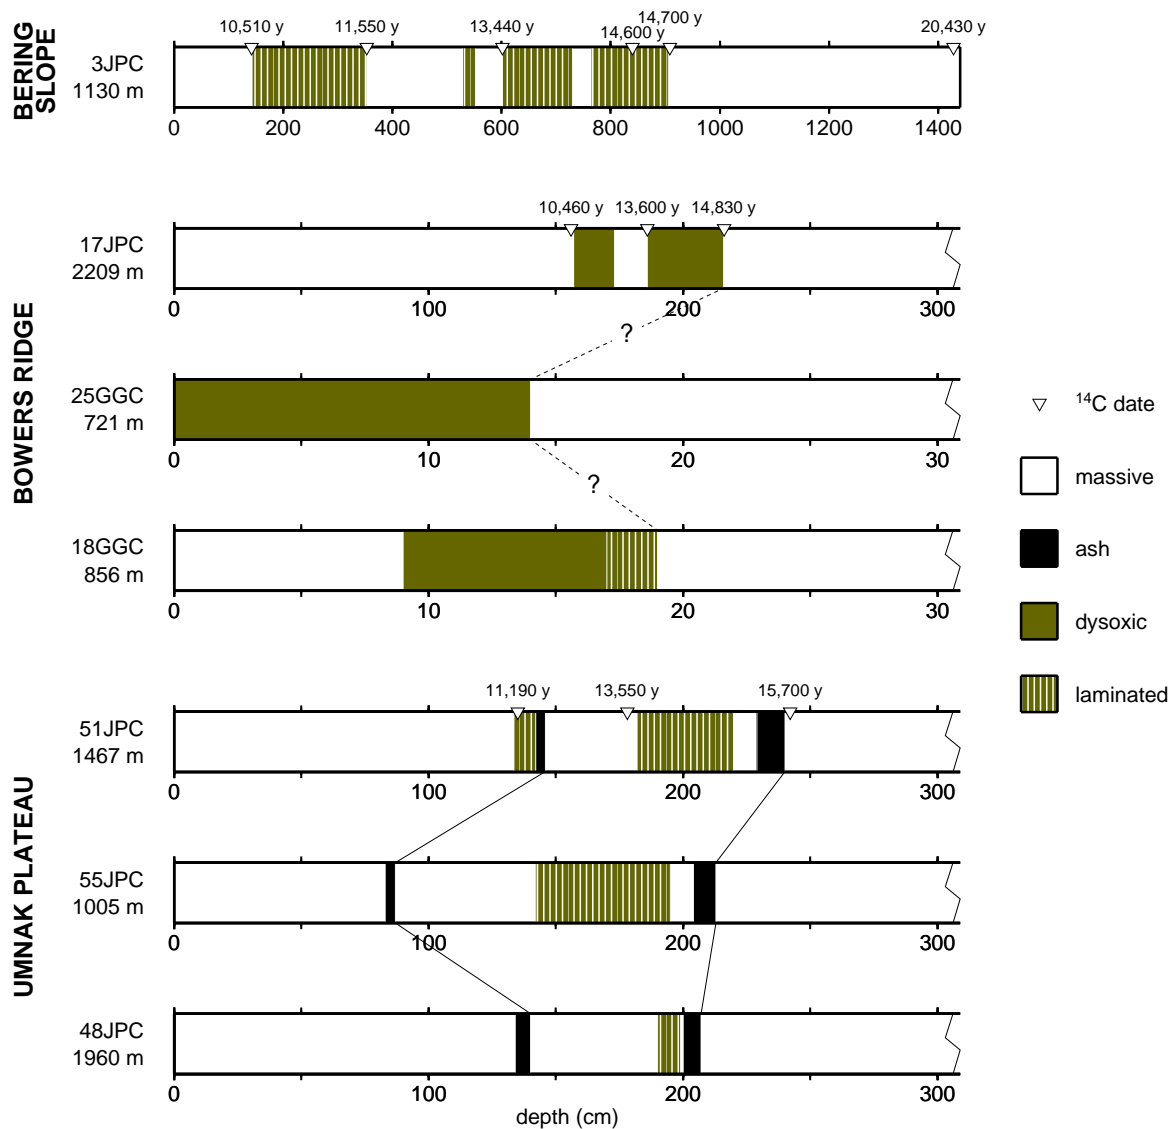 BERING
SLOPE
10,510 y 11,550 y 13,440 y 14,600 y 14,700 y 20,430 y
3JPC
1130 m
0 200 400 600 800 1000 1200 1400
BOWERS RIDGE
10,460 y 13,600 y 14,830 y
17JPC
2209 m
0 100 200 300
?
25GGC
721 m
0 10 20 30
?
18GGC
856 m
0 10 20 30
UMNAK PLATEAU
11,190 y 13,550 y 15,700 y
51JPC
1467 m
0 100 200 300
55JPC
1005 m
0 100 200 300
48JPC
1960 m
0 100 200 300
depth (cm)
14C date
massive
ash
dysoxic
laminated